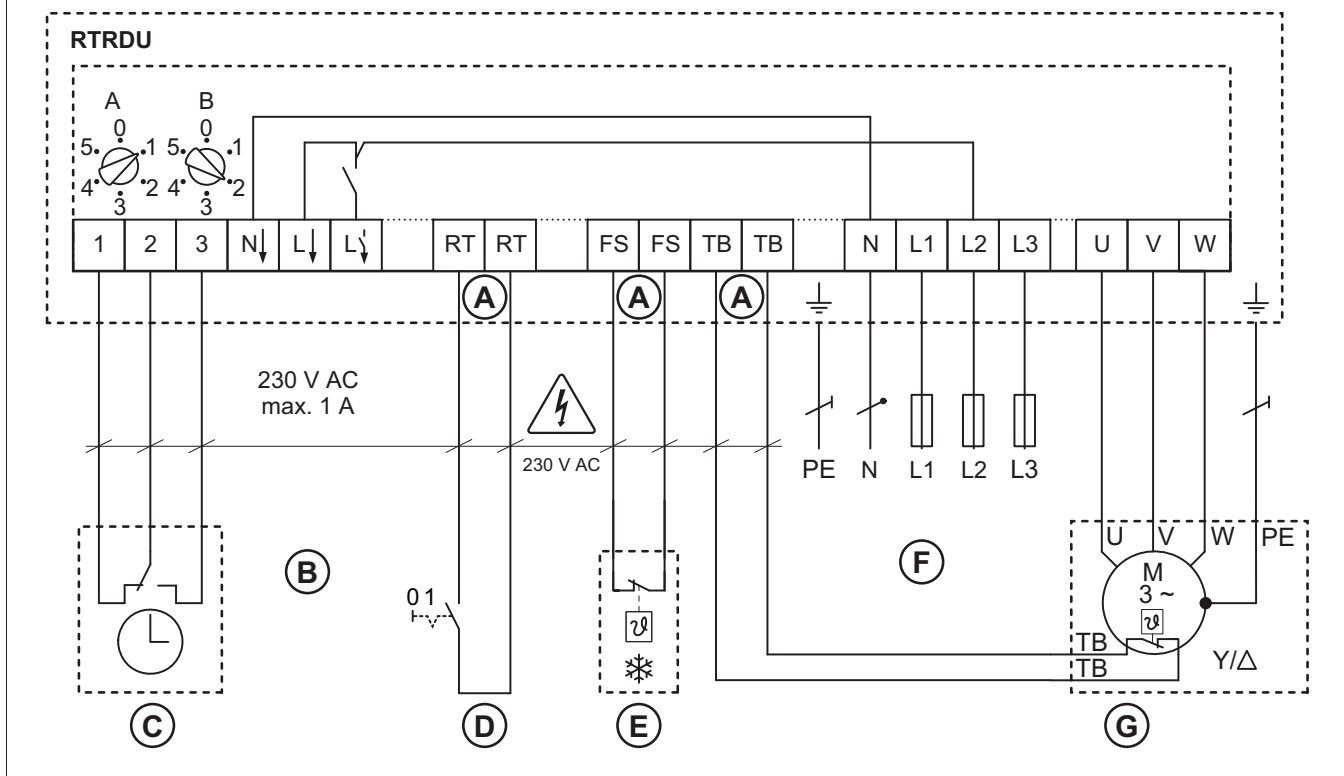 RTRDU
A B
0 0
5 1 5 1
4 2 4 2
3 3
1 2 3 N L L RT RT FS FS TB TB N L1 L2 L3 U V W
A A A
230 V AC
max. 1 A
230 V AC
PE N L1 L2 L3
U V W PE
B
F
M
3 ~
0 1
ϑ
ϑ
TB
TB
Y/△
C D E G